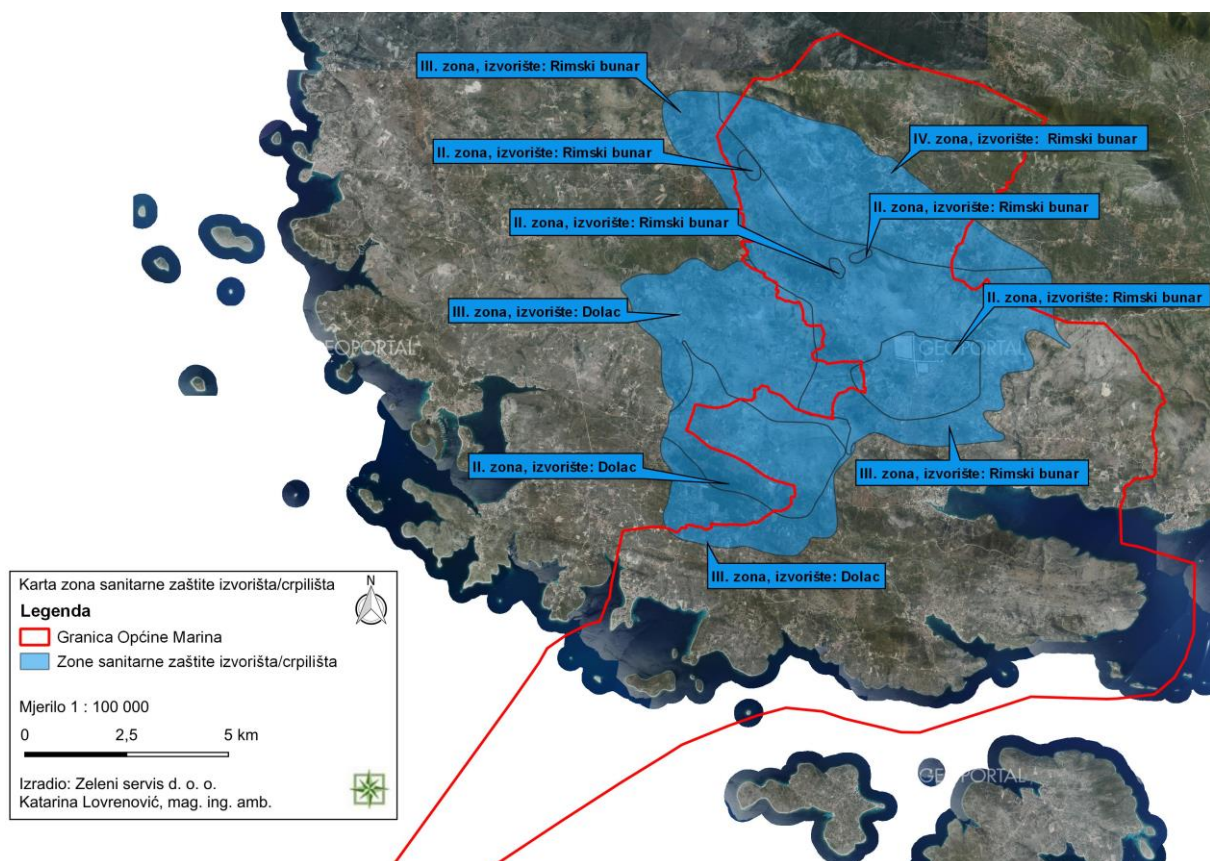 III. zona, izvorište: Rimski bunar
IV. zona, izvorište:  Rimski bunar
II. zona, izvorište: Rimski bunar
II. zona, izvorište: Rimski bunar
II. zona, izvorište: Rimski bunar
II. zona, izvorište: Rimski bunar
III. zona, izvorište: Dolac
GEOPORTAL
GEOPORTAL
II. zona, izvorište: Dolac
III. zona, izvorište: Rimski bunar
III. zona, izvorište: Dolac
GEOPORTAL
Karta zona sanitarne zaštite izvorišta/crpilišta
N
Legenda
Granica Općine Marina
Zone sanitarne zaštite izvorišta/crpilišta
Mjerilo 1 : 100 000
0 2,5 5 km
Izradio: Zeleni servis d. o. o.
Katarina Lovrenović, mag. ing. amb.